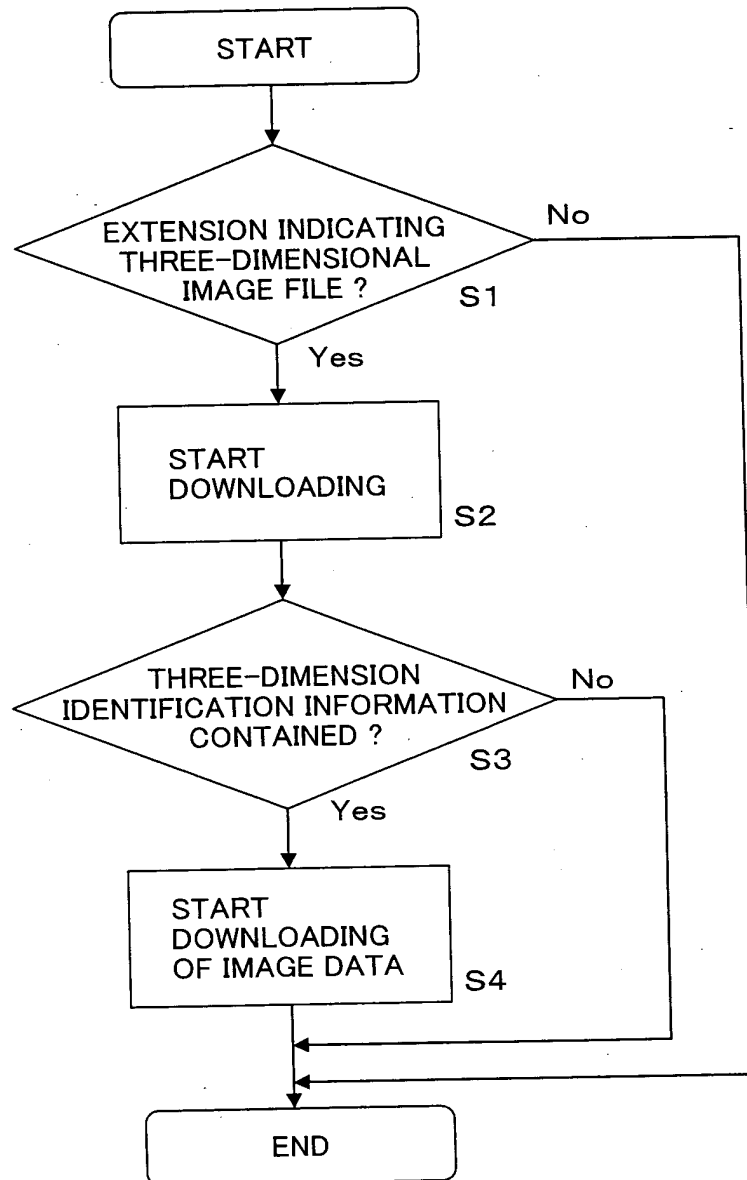 START
EXTENSION INDICATING
THREE-DIMENSIONAL
IMAGE FILE ?
No
S1
Yes
START
DOWNLOADING
S2
THREE-DIMENSION
IDENTIFICATION INFORMATION
CONTAINED ?
No
S3
Yes
START
DOWNLOADING
OF IMAGE DATA
S4
END